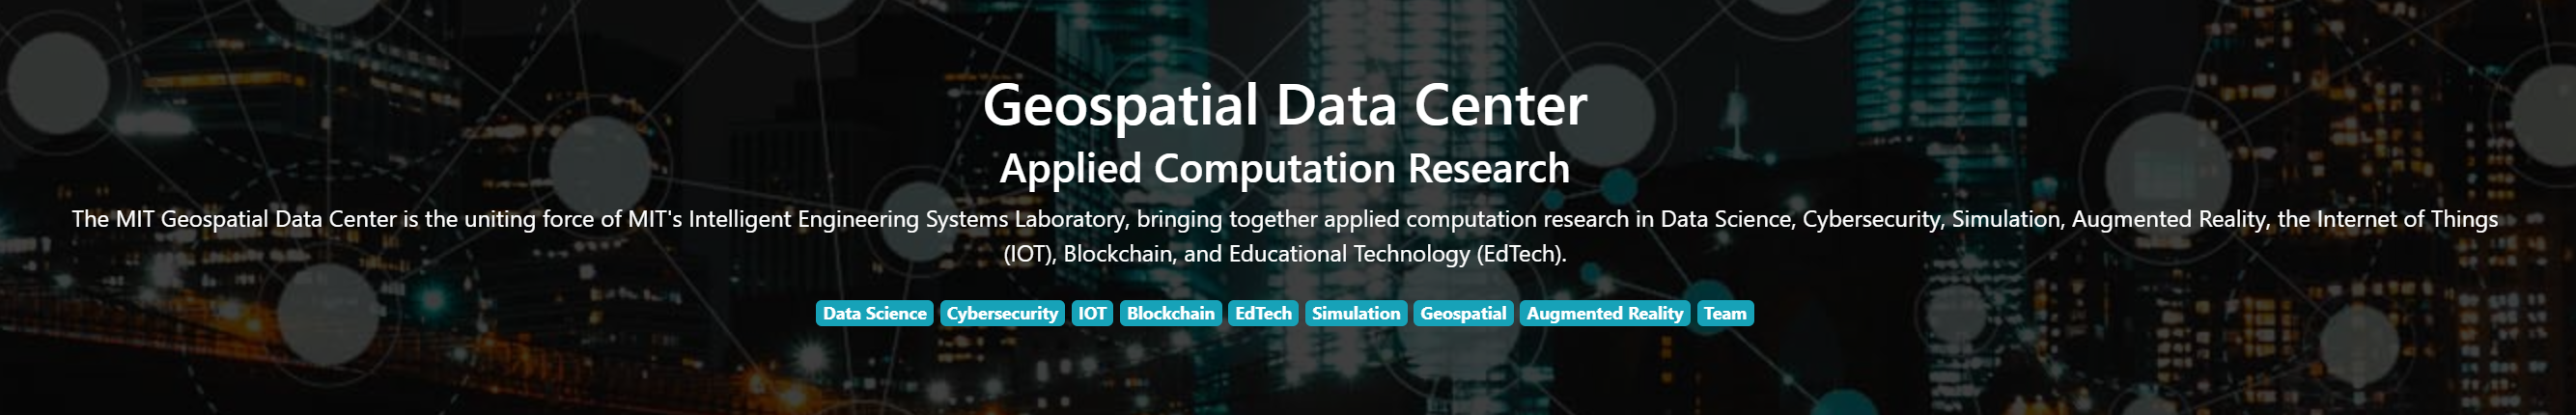 Geospatial Data Center
Applied Computation Research
The MIT Geospatial Data Center is the uniting force of MIT's Intelligent Engineering Systems Laboratory, bringing together applied computation research in Data Science, Cybersecurity, Simulation, Augmented Reality, the Internet of Things
(IOT), Blockchain, and Educational Technology (EdTech).
Data Science Cybersecurity IOT Blockchain EdTech Simulation Geospatial Augmented Reality Team